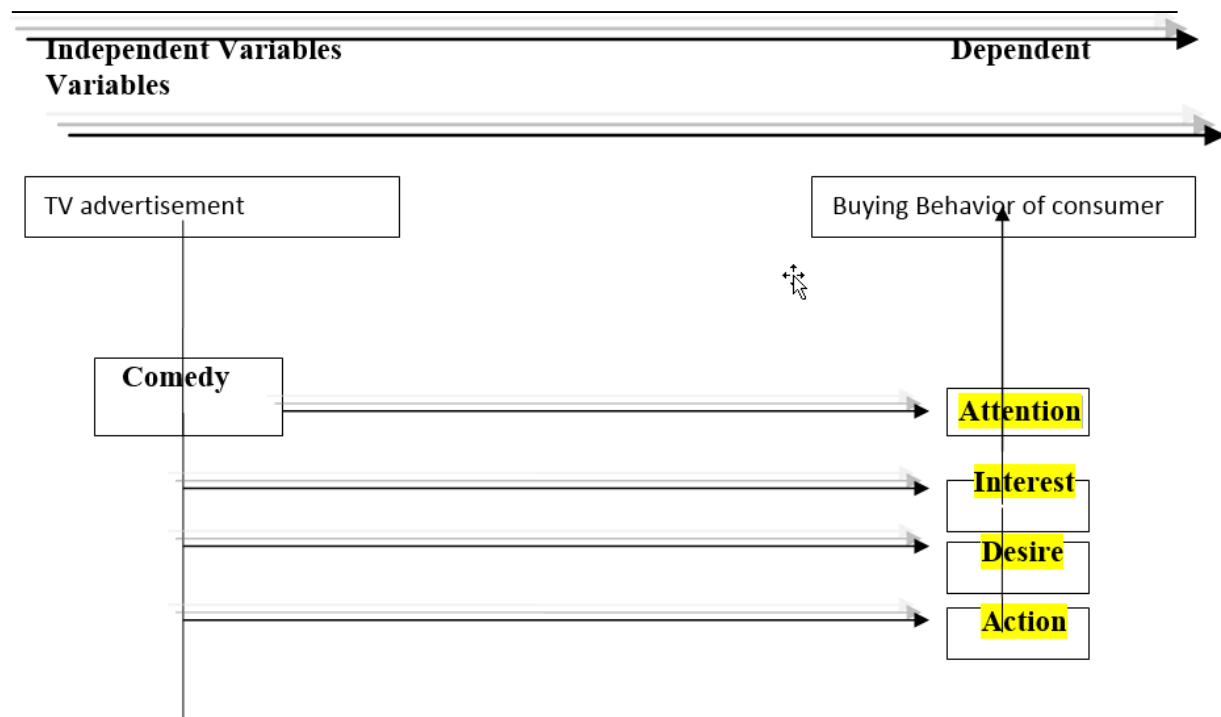 Independent Variables Dependent
Variables
TV advertisement Buying Behavior of consumer
Comedy
Attention
Interest
Desire
Action